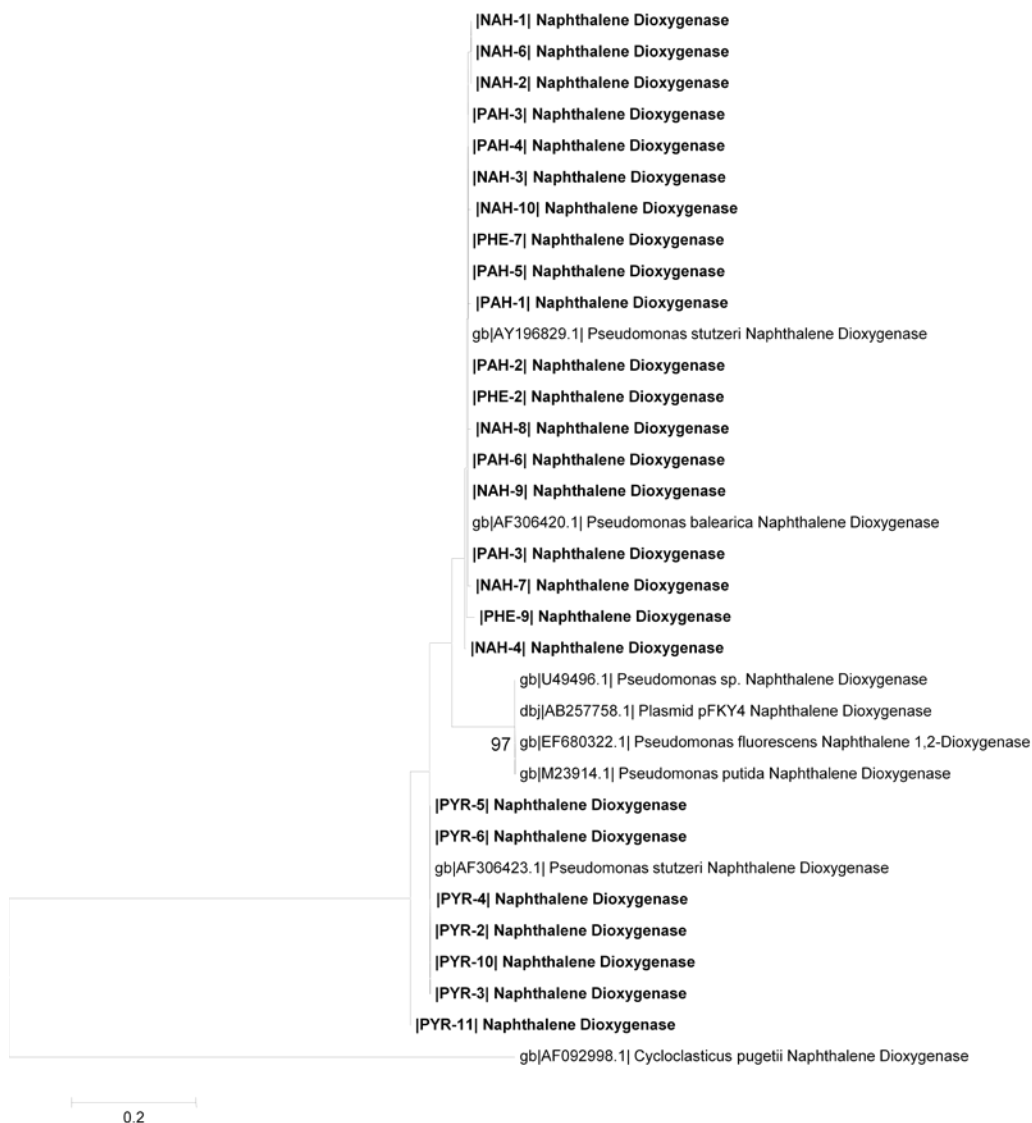 |NAH-1| Naphthalene Dioxygenase
|NAH-6| Naphthalene Dioxygenase
|NAH-2| Naphthalene Dioxygenase
|PAH-3| Naphthalene Dioxygenase
|PAH-4| Naphthalene Dioxygenase
|NAH-3| Naphthalene Dioxygenase
|NAH-10| Naphthalene Dioxygenase
|PHE-7| Naphthalene Dioxygenase
|PAH-5| Naphthalene Dioxygenase
|PAH-1| Naphthalene Dioxygenase
gb|AY196829.1| Pseudomonas stutzeri Naphthalene Dioxygenase
|PAH-2| Naphthalene Dioxygenase
|PHE-2| Naphthalene Dioxygenase
|NAH-8| Naphthalene Dioxygenase
|PAH-6| Naphthalene Dioxygenase
|NAH-9| Naphthalene Dioxygenase
gb|AF306420.1| Pseudomonas balearica Naphthalene Dioxygenase
|PAH-3| Naphthalene Dioxygenase
|NAH-7| Naphthalene Dioxygenase
|PHE-9| Naphthalene Dioxygenase
|NAH-4| Naphthalene Dioxygenase
gb|U49496.1| Pseudomonas sp. Naphthalene Dioxygenase
dbj|AB257758.1| Plasmid pFKY4 Naphthalene Dioxygenase
97
gb|EF680322.1| Pseudomonas fluorescens Naphthalene 1,2-Dioxygenase
gb|M23914.1| Pseudomonas putida Naphthalene Dioxygenase
|PYR-5| Naphthalene Dioxygenase
|PYR-6| Naphthalene Dioxygenase
gb|AF306423.1| Pseudomonas stutzeri Naphthalene Dioxygenase
|PYR-4| Naphthalene Dioxygenase
|PYR-2| Naphthalene Dioxygenase
|PYR-10| Naphthalene Dioxygenase
|PYR-3| Naphthalene Dioxygenase
|PYR-11| Naphthalene Dioxygenase
gb|AF092998.1| Cycloclasticus pugetii Naphthalene Dioxygenase
0.2